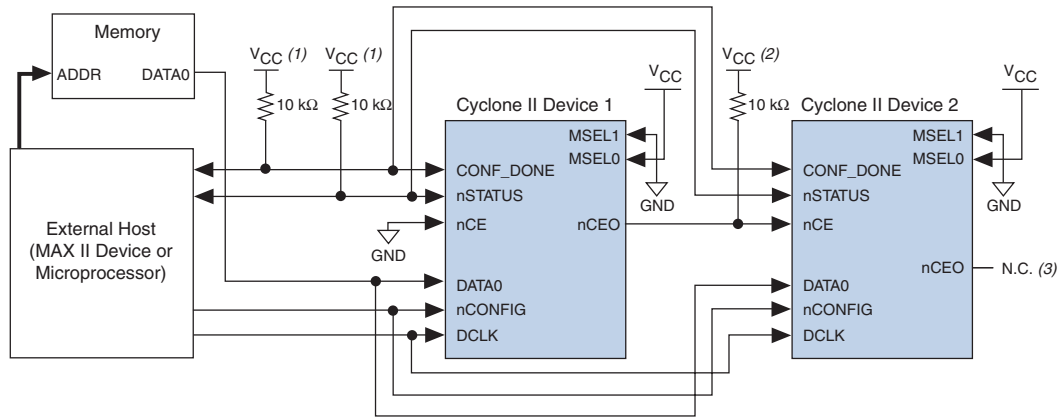 Memory
ADDR DATA0
VCC (1)
10 kΩ
VCC (1)
10 kΩ
External Host
(MAX II Device or
Microprocessor)
Cyclone II Device 1
VCC
MSEL1
MSEL0
CONF_DONE
GND
nSTATUS
nCE
nCEO
GND
DATA0
nCONFIG
DCLK
VCC (2)
10 kΩ
Cyclone II Device 2
VCC
MSEL1
MSEL0
CONF_DONE
GND
nSTATUS
nCE
nCEO
N.C. (3)
DATA0
nCONFIG
DCLK